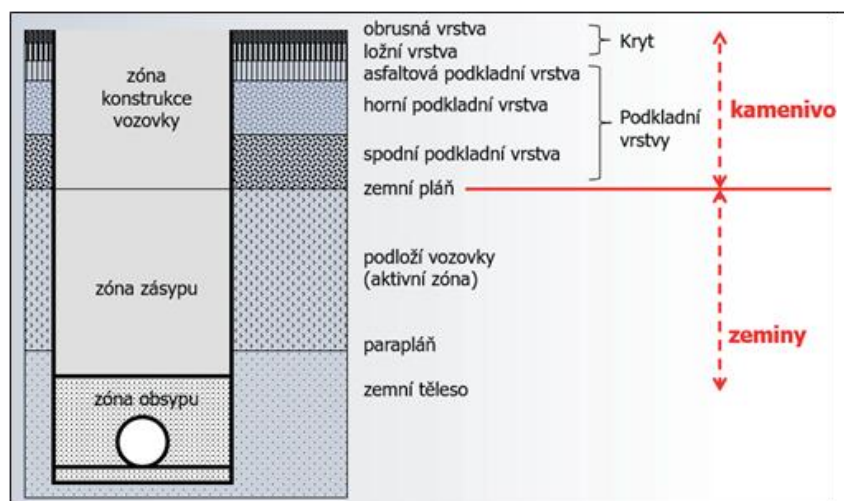 zóna
konstrukce
vozovky
zóna zásypu
zóna obsypu
obrusná vrstva
ložní vrstva
asfaltová podkladní vrstva
horní podkladní vrstva
spodní podkladní vrstva
zemní pláň
podloží vozovky
(aktivní zóna)
parapláň
zemní těleso
Kryt
Podkladní
vrstvy
kamenivo
zeminy